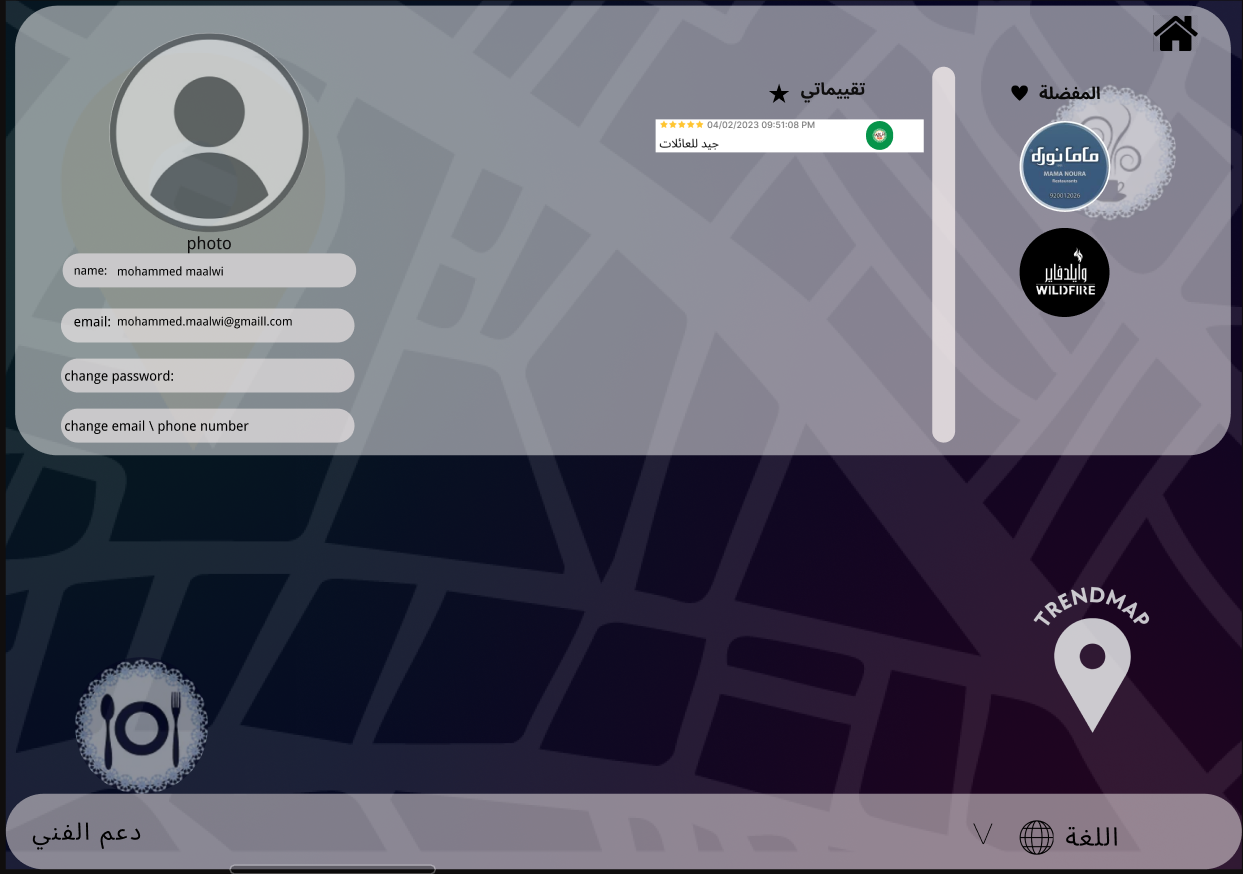 photo
name: mohammed maalwi
email: mohammed.maalwi@gmaill.com
change password:
change email \ phone number
تقييماتي
04/02/2023 09:51:08 PM
جيد للعائلات
المفضلة
ماما نورة
MAMA NOURA
Restaurants
920012026
وايلدفاير
WILDFIRE
TRENDMAP
دعم الفني
اللغة